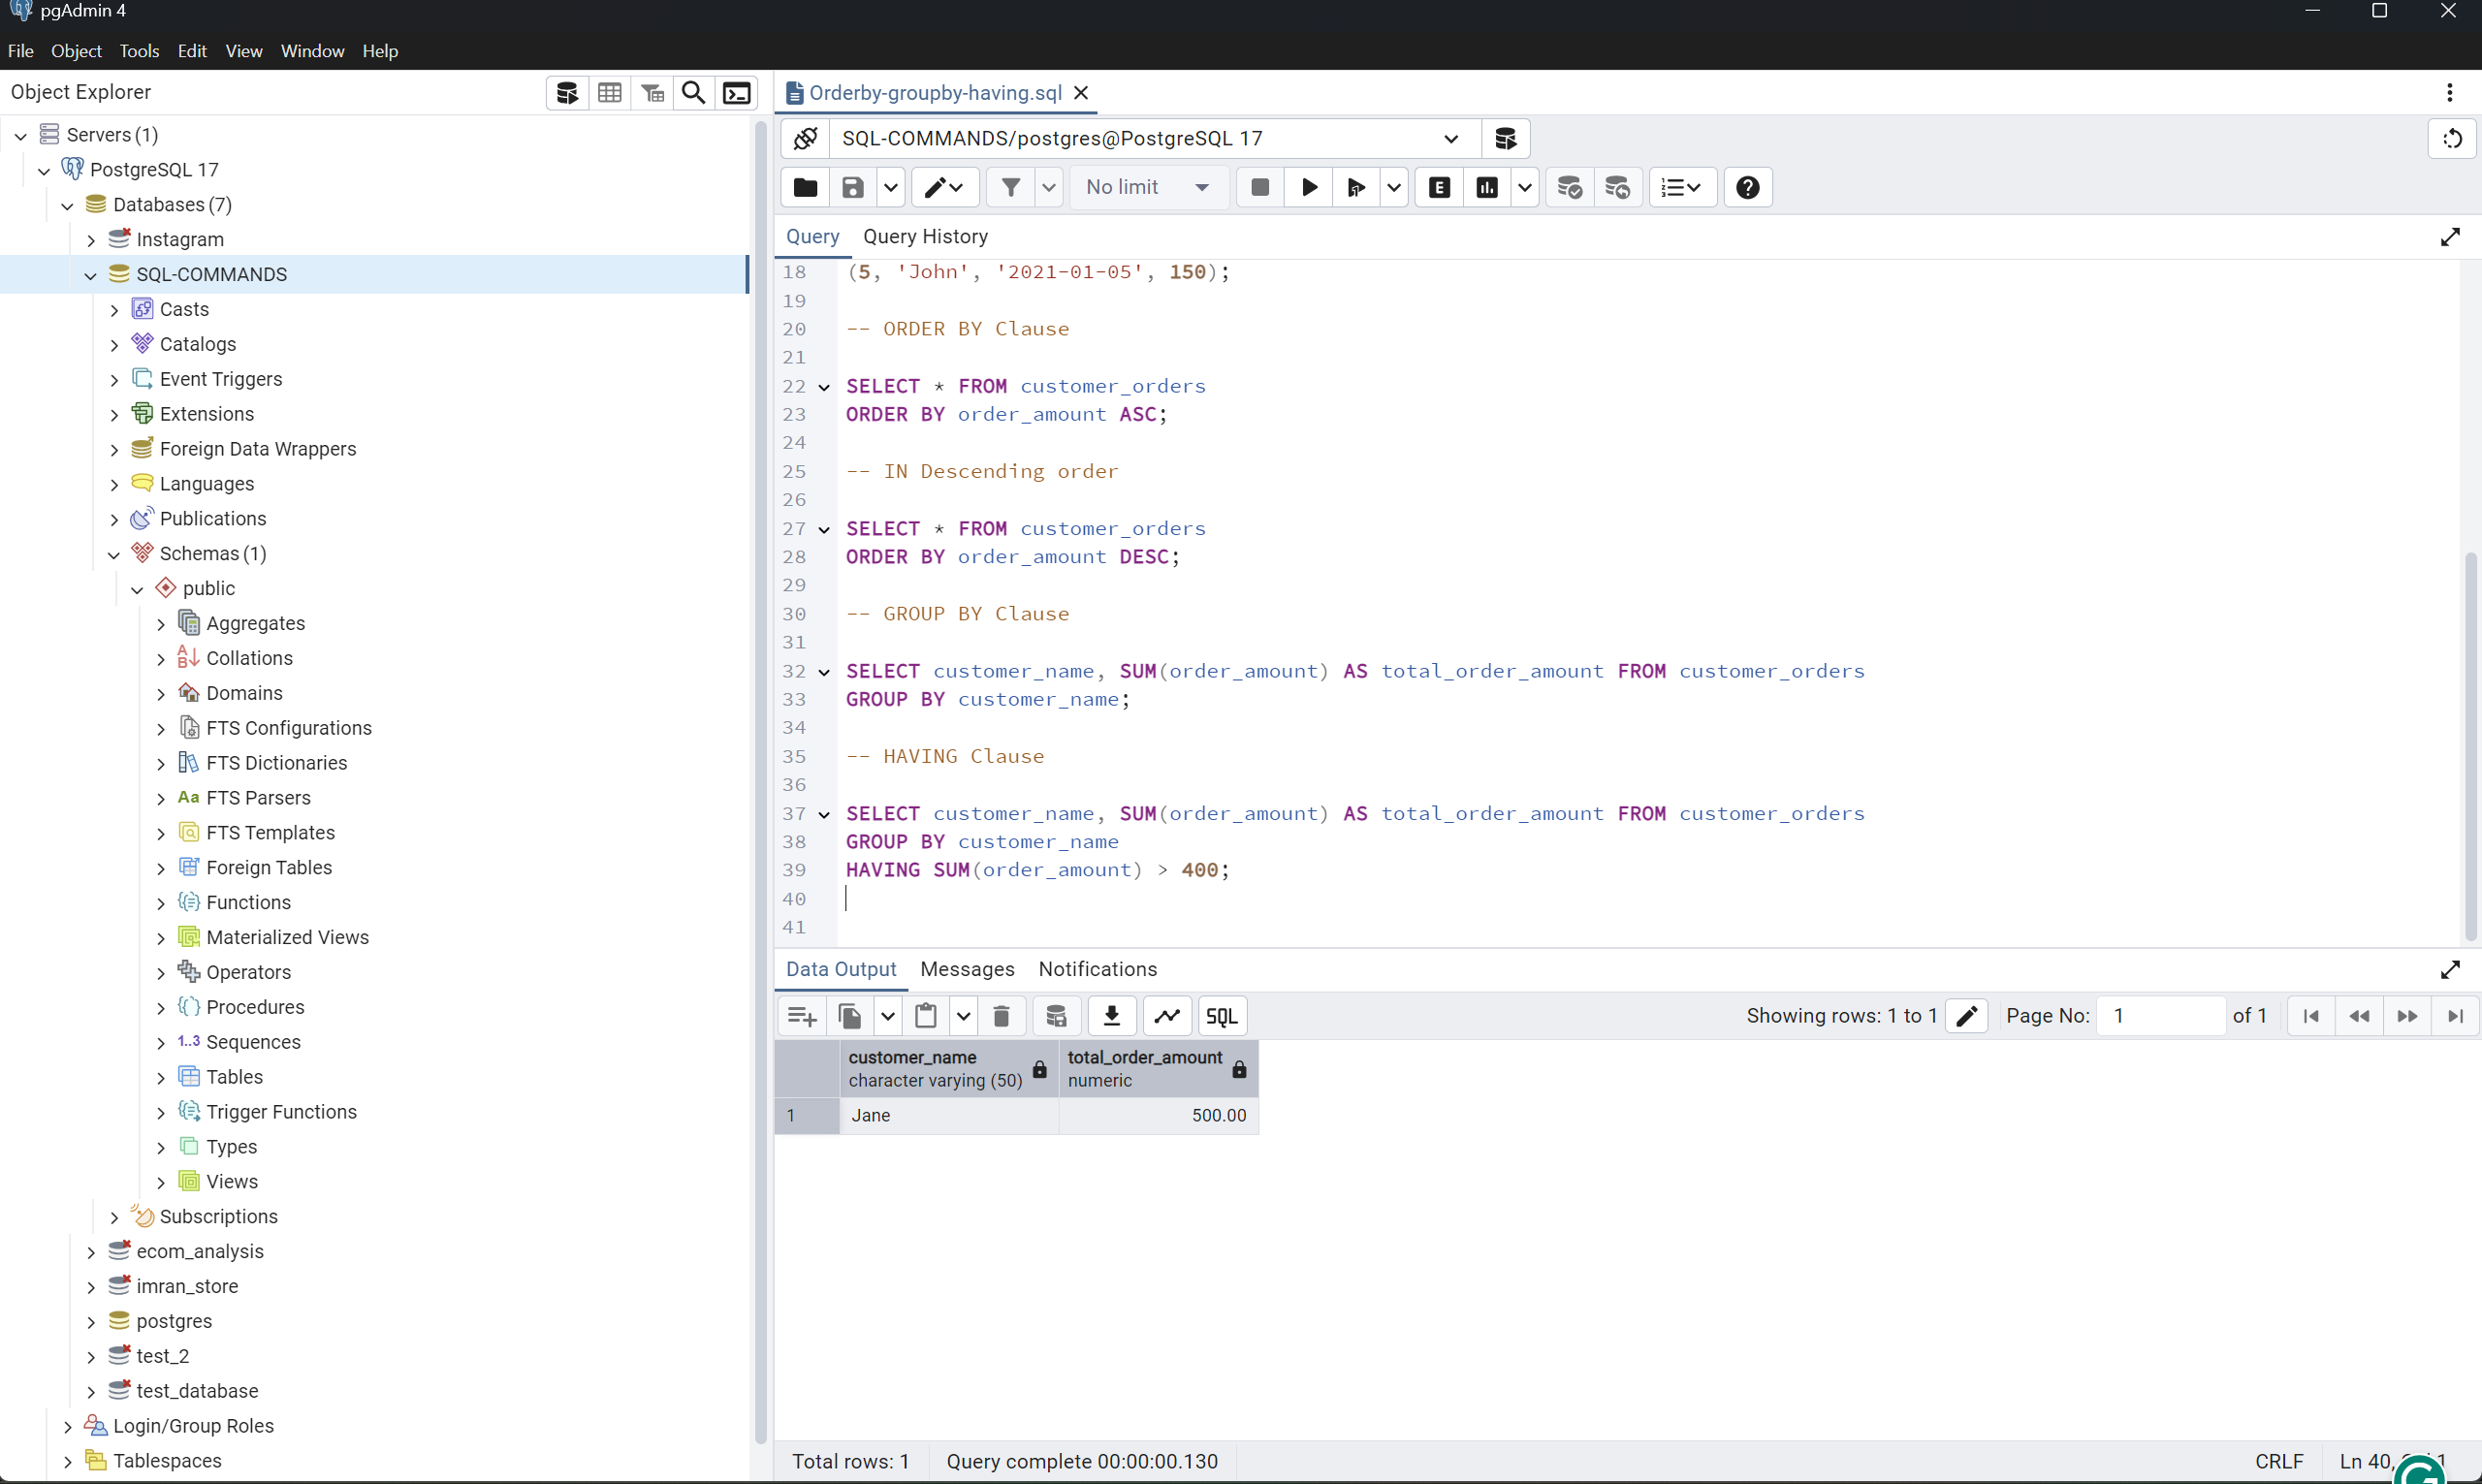 pgAdmin 4
File Object Tools Edit View Window Help
Object Explorer
Servers (1)
PostgreSQL 17
Databases (7)
Instagram
SQL-COMMANDS
Casts
Catalogs
Event Triggers
Extensions
Foreign Data Wrappers
Languages
Publications
Schemas (1)
public
Aggregates
Collations
Domains
FTS Configurations
FTS Dictionaries
Aa FTS Parsers
FTS Templates
Foreign Tables
Functions
Materialized Views
Operators
Procedures
1..3 Sequences
Tables
Trigger Functions
Types
Views
Subscriptions
ecom_analysis
imran_store
postgres
test_2
test_database
Login/Group Roles
Tablespaces
Orderby-groupby-having.sql
SQL-COMMANDS/postgres@PostgreSQL 17
No limit E
Query Query History
18 (5, 'John', '2021-01-05', 150);
19
20 -- ORDER BY Clause
21
22 SELECT * FROM customer_orders
23 ORDER BY order_amount ASC;
24
25 -- IN Descending order
26
27 SELECT * FROM customer_orders
28 ORDER BY order_amount DESC;
29
30 -- GROUP BY Clause
31
32 SELECT customer_name, SUM(order_amount) AS total_order_amount FROM customer_orders
33 GROUP BY customer_name;
34
35 -- HAVING Clause
36
37 SELECT customer_name, SUM(order_amount) AS total_order_amount FROM customer_orders
38 GROUP BY customer_name
39 HAVING SUM(order_amount) > 400;
40
41
Data Output Messages Notifications
SQL Showing rows: 1 to 1 Page No: 1 of 1
customer_name total_order_amount
character varying (50) numeric
1 Jane 500.00
Total rows: 1 Query complete 00:00:00.130 CRLF Ln 40,